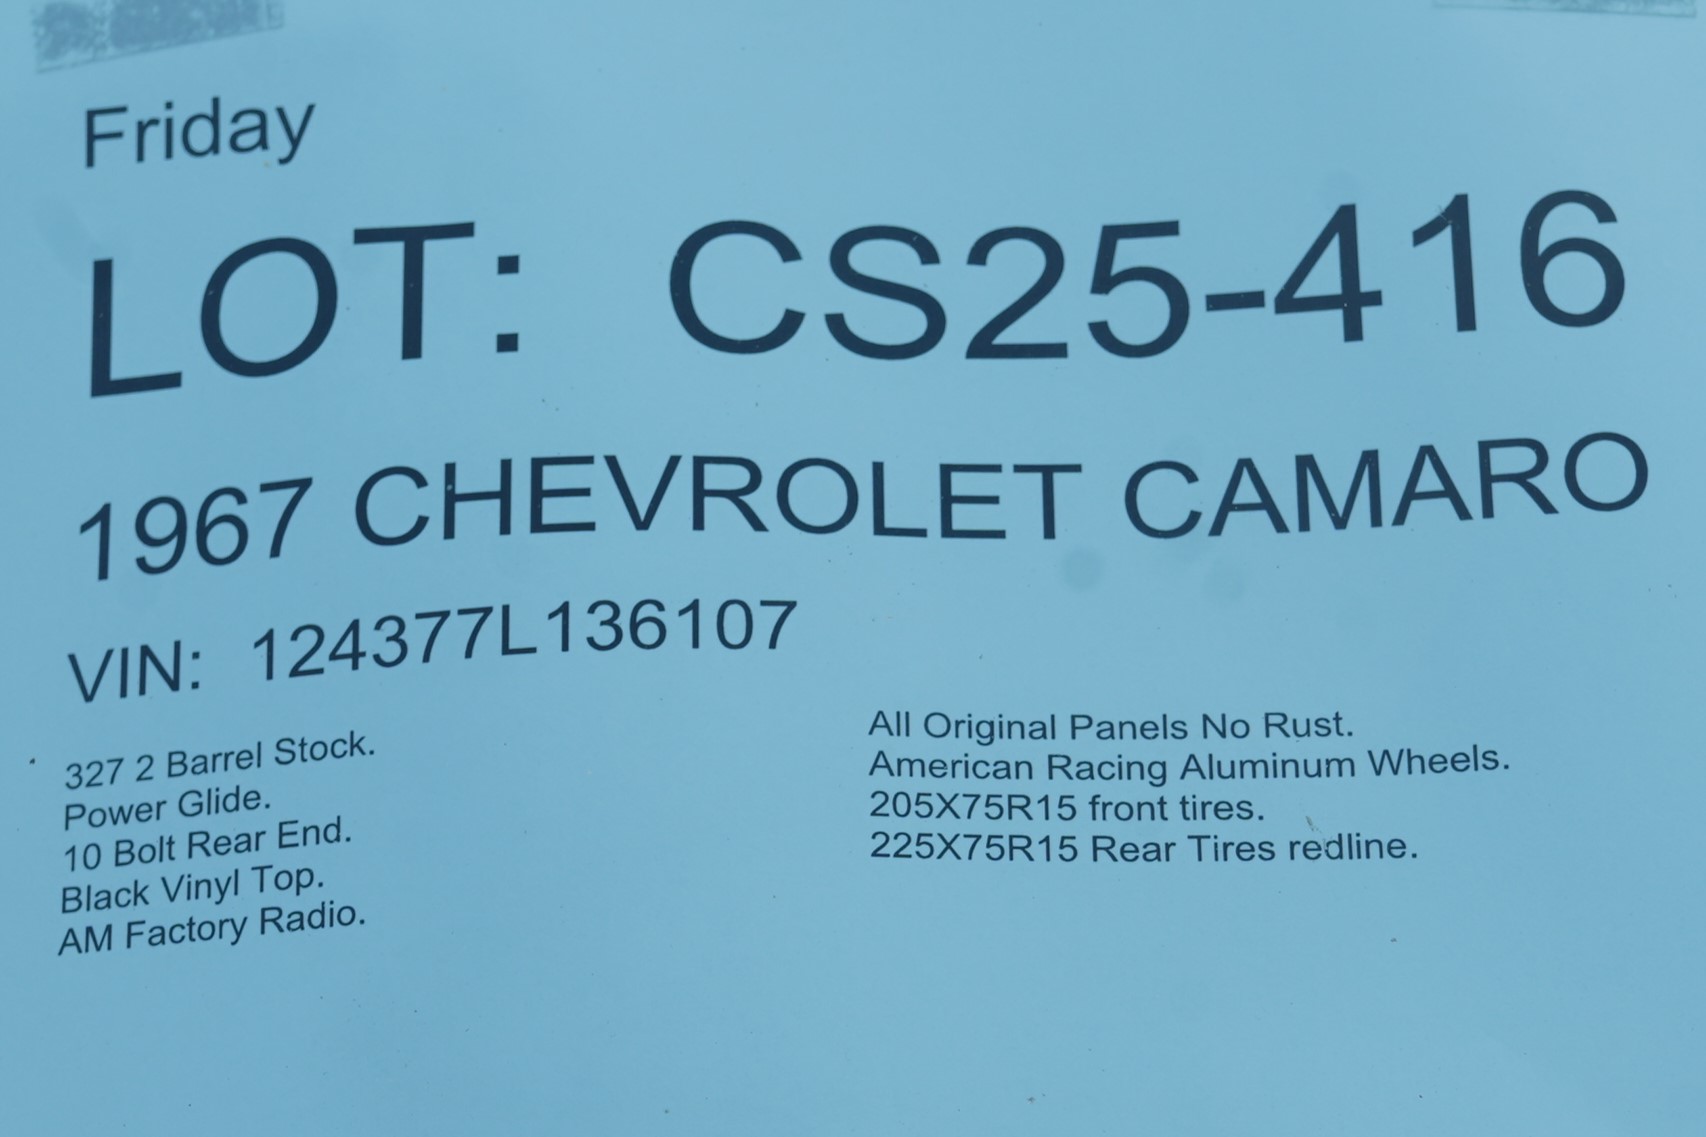 Friday
LOT: CS25-416
1967 CHEVROLET CAMARO
VIN: 124377L136107
327 2 Barrel Stock.
Power Glide.
10 Bolt Rear End.
Black Vinyl Top.
AM Factory Radio.
All Original Panels No Rust.
American Racing Aluminum Wheels.
205X75R15 front tires.
225X75R15 Rear Tires redline.